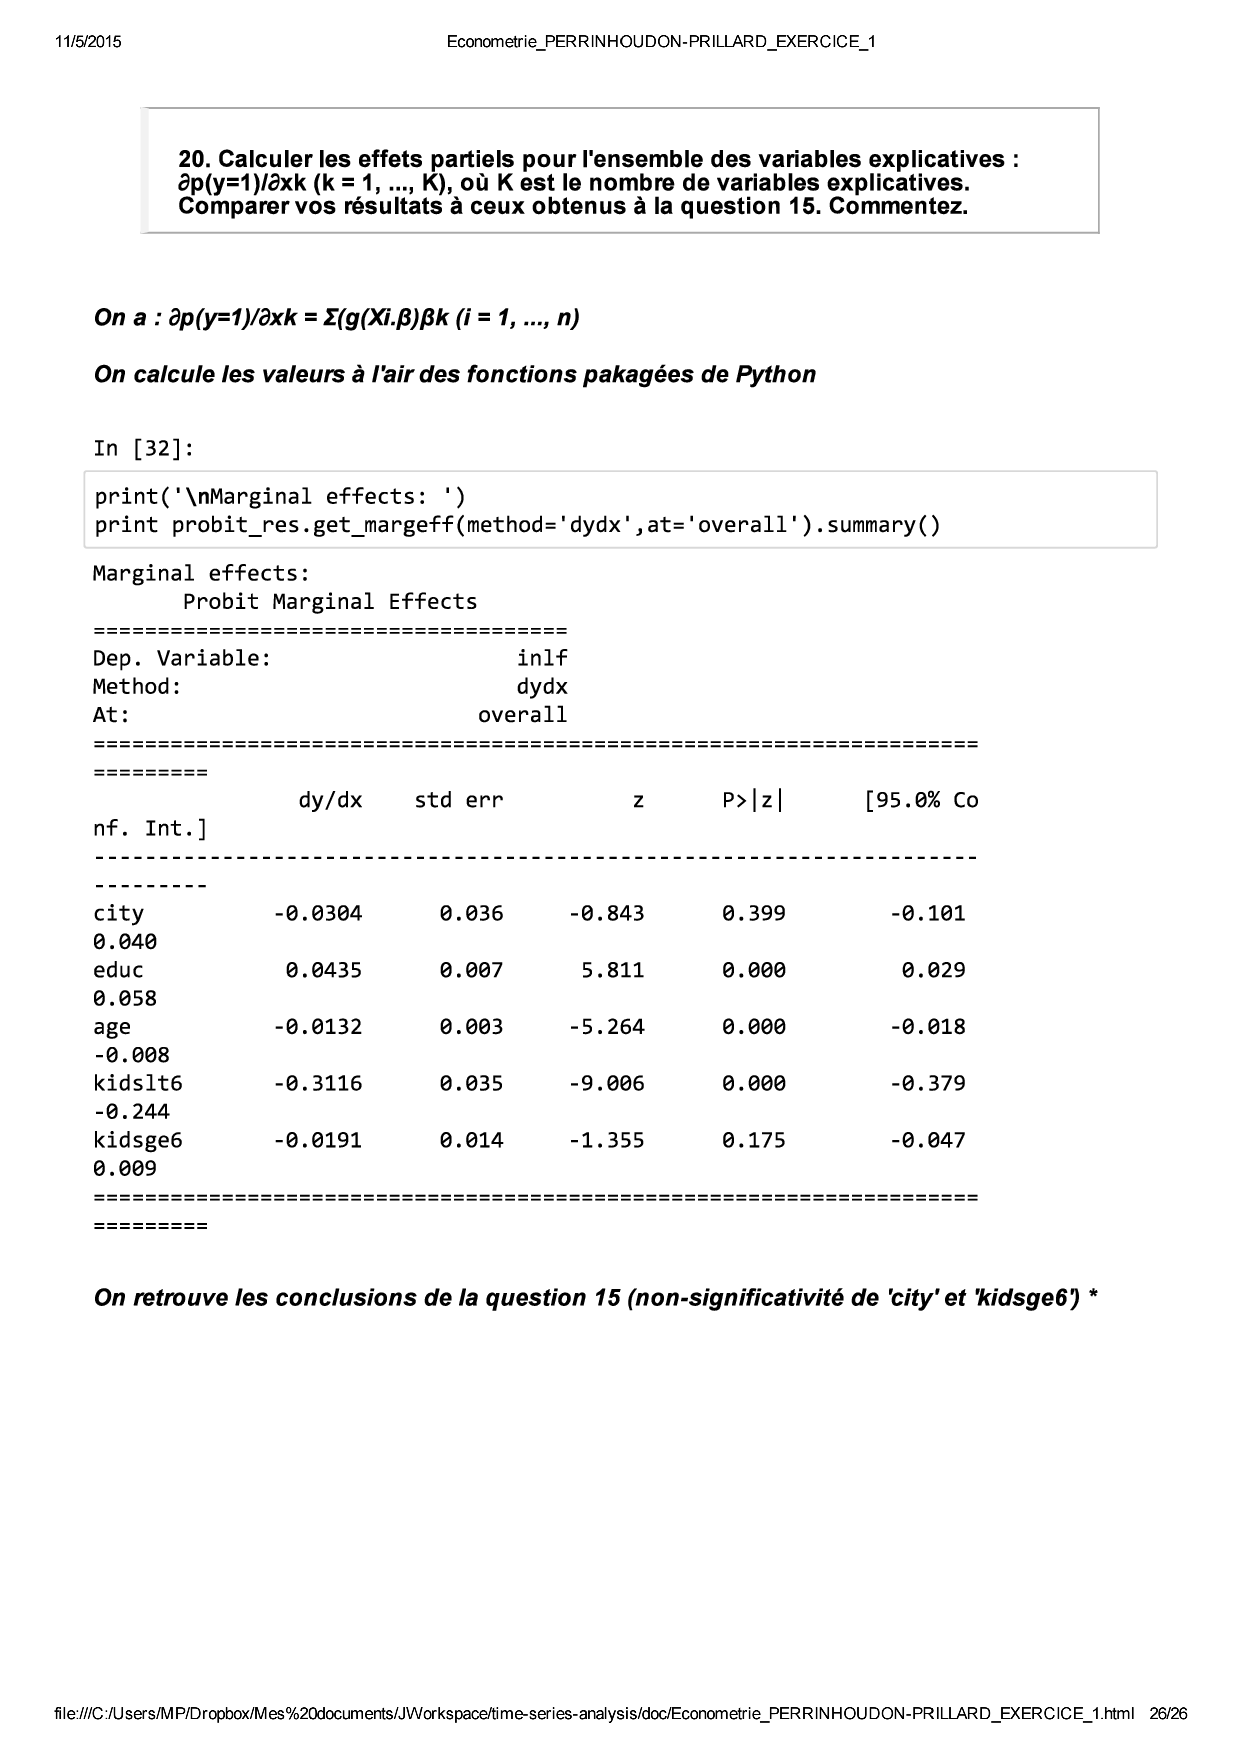 11/5/2015 Econometrie_PERRINHOUDON-PRILLARD_EXERCICE_1
20. Calculer les effets partiels pour l'ensemble des variables explicatives :
∂p(y=1)/∂xk (k = 1, ..., K), où K est le nombre de variables explicatives.
Comparer vos résultats à ceux obtenus à la question 15. Commentez.
On a : ∂p(y=1)/∂xk = Σ(g(Xi.β)βk (i = 1, ..., n)
On calcule les valeurs à l'air des fonctions pakagées de Python
In [32]:
print('\nMarginal effects: ')
print probit_res.get_margeff(method='dydx',at='overall').summary()
Marginal effects:
Probit Marginal Effects
=====================================
Dep. Variable: inlf
Method: dydx
At: overall
=====================================================================
=========
dy/dx std err z P>|z| [95.0% Co
nf. Int.]
---------------------------------------------------------------------
---------
city -0.0304 0.036 -0.843 0.399 -0.101
0.040
educ 0.0435 0.007 5.811 0.000 0.029
0.058
age -0.0132 0.003 -5.264 0.000 -0.018
-0.008
kidslt6 -0.3116 0.035 -9.006 0.000 -0.379
-0.244
kidsge6 -0.0191 0.014 -1.355 0.175 -0.047
0.009
=====================================================================
=========
On retrouve les conclusions de la question 15 (non-significativité de 'city' et 'kidsge6') *
file:///C:/Users/MP/Dropbox/Mes%20documents/JWorkspace/time-series-analysis/doc/Econometrie_PERRINHOUDON-PRILLARD_EXERCICE_1.html 26/26